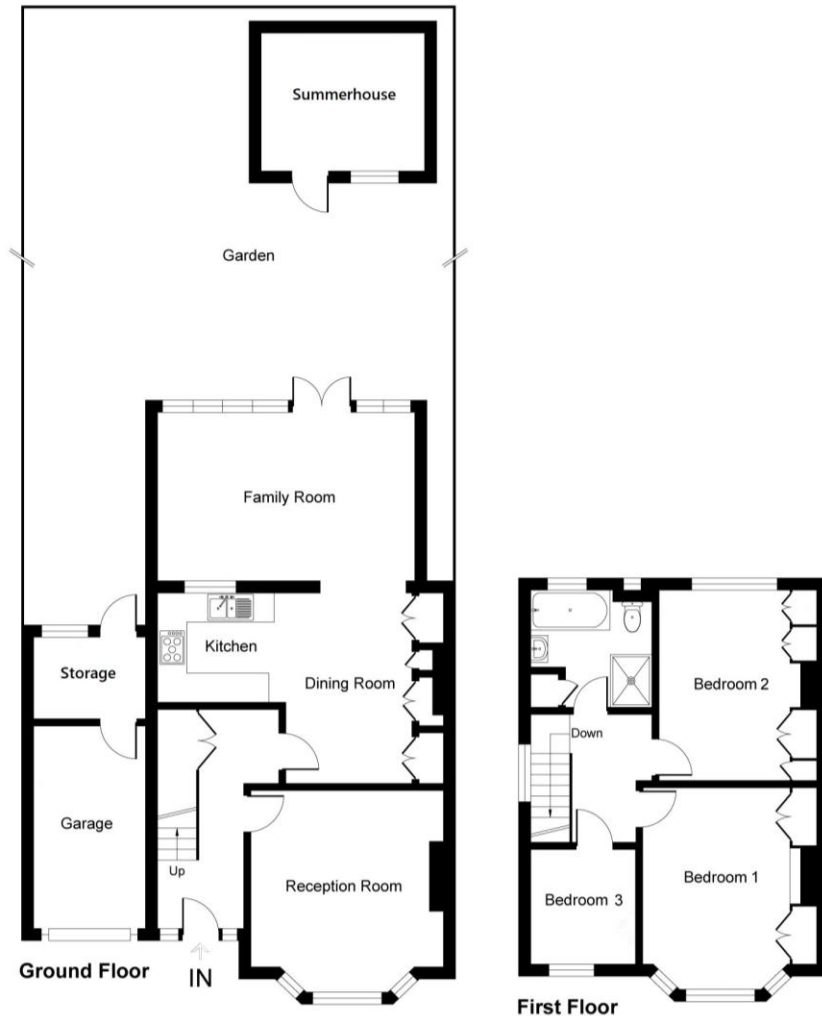 Summerhouse
Garden
Family Room
Kitchen
Storage
Dining Room
Garage
Up
Reception Room
Ground Floor
IN
Down
Bedroom 2
Bedroom 1
Bedroom 3
First Floor